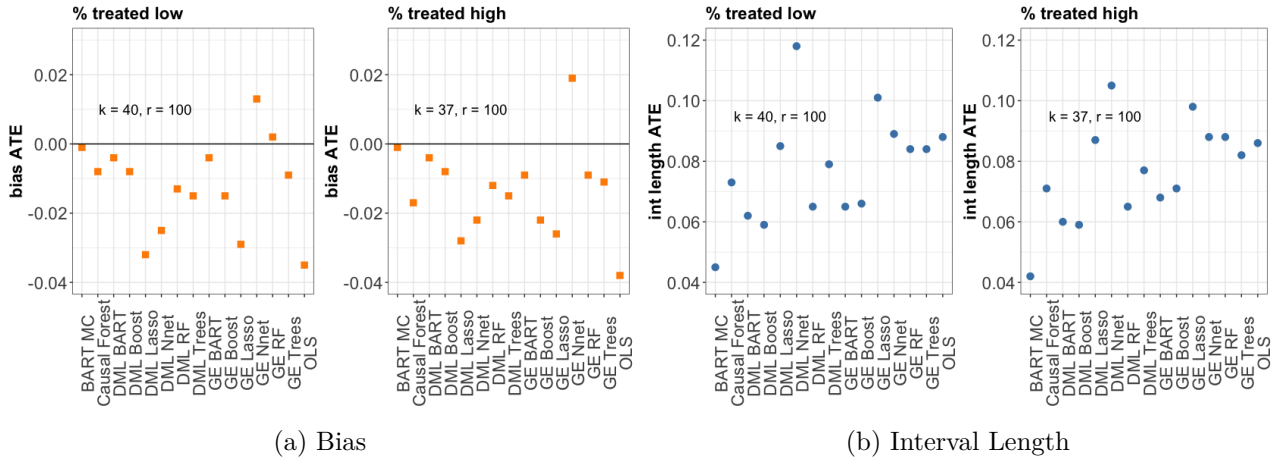 % treated low
% treated high
% treated low
% treated high
bias ATE
0.02
0.00
-0.02
-0.04
k = 40, r = 100
BART MC
Causal Forest
DML BART
DML Boost
DML Lasso
DML Nnet
DML RF
DML Trees
GE BART
GE Boost
GE Lasso
GE Nnet
GE RF
GE Trees
OLS
bias ATE
0.02
0.00
-0.02
-0.04
k = 37, r = 100
BART MC
Causal Forest
DML BART
DML Boost
DML Lasso
DML Nnet
DML RF
DML Trees
GE BART
GE Boost
GE Lasso
GE Nnet
GE RF
GE Trees
OLS
int length ATE
0.12
0.10
0.08
0.06
0.04
k = 40, r = 100
BART MC
Causal Forest
DML BART
DML Boost
DML Lasso
DML Nnet
DML RF
DML Trees
GE BART
GE Boost
GE Lasso
GE Nnet
GE RF
GE Trees
OLS
int length ATE
0.12
0.10
0.08
0.06
0.04
k = 37, r = 100
BART MC
Causal Forest
DML BART
DML Boost
DML Lasso
DML Nnet
DML RF
DML Trees
GE BART
GE Boost
GE Lasso
GE Nnet
GE RF
GE Trees
OLS
(a) Bias
(b) Interval Length